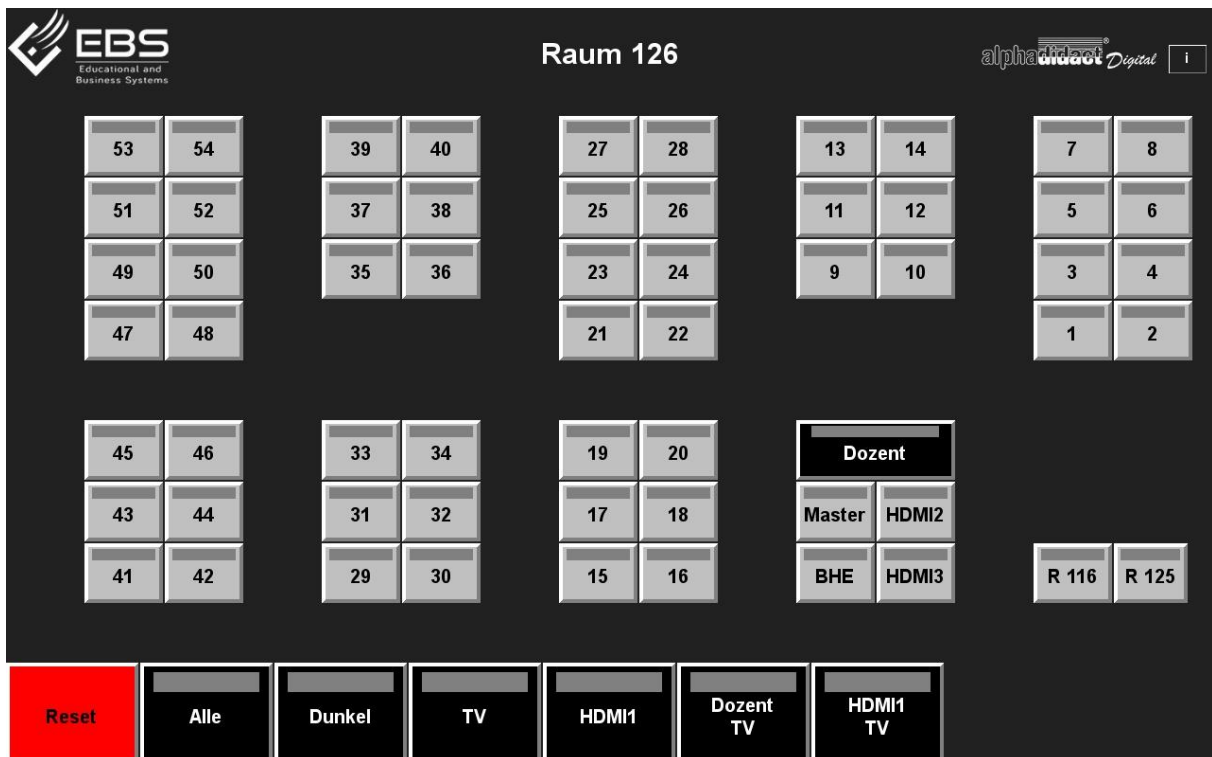 EBS
Educational and
Business Systems
Raum 126
alphadidact® Digital
i
53 54 39 40 27 28 13 14 7 8
51 52 37 38 25 26 11 12 5 6
49 50 35 36 23 24 9 10 3 4
47 48 21 22 1 2
45 46 33 34 19 20 Dozent
43 44 31 32 17 18 Master HDMI2
41 42 29 30 15 16 BHE HDMI3 R 116 R 125
Reset Alle Dunkel TV HDMI1 Dozent TV HDMI1 TV